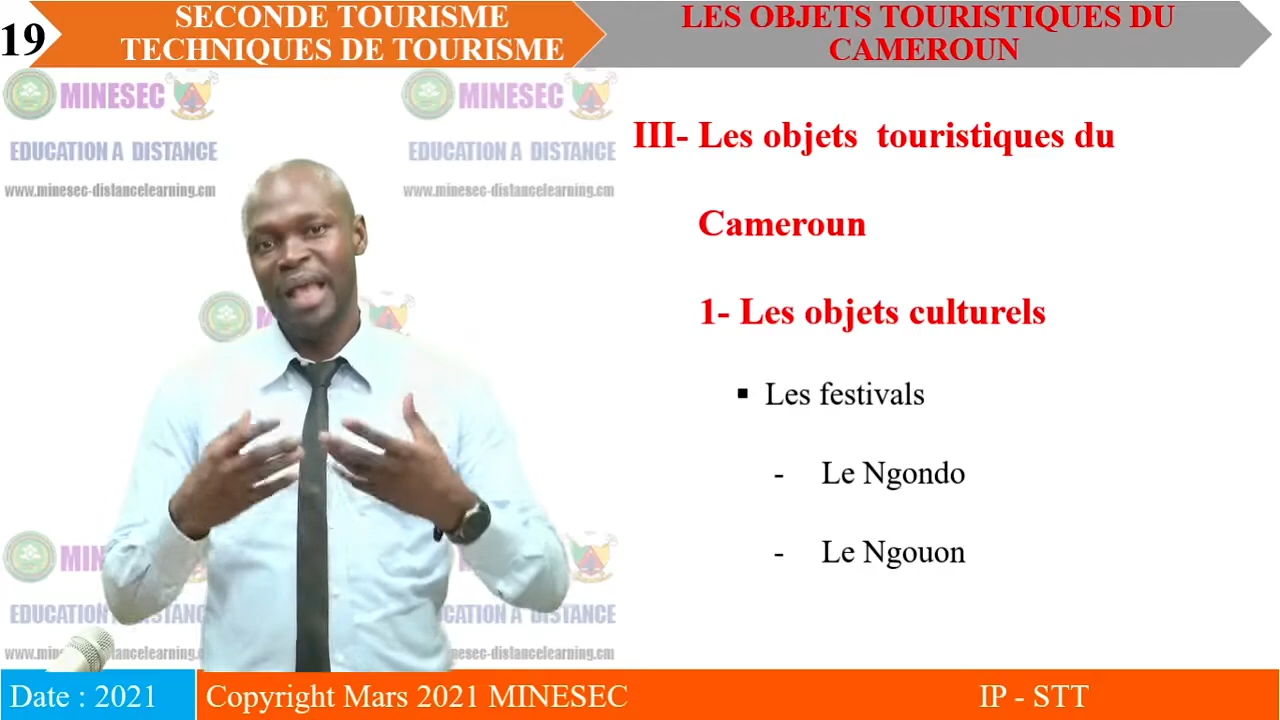 19
SECONDE TOURISME
TECHNIQUES DE TOURISME
LES OBJETS TOURISTIQUES DU
CAMEROUN
MINESEC
MINESEC
EDUCATION A DISTANCE
EDUCATION A DISTANCE
www.minesec-distancelearning.cm
www.minesec-distancelearning.cm
III- Les objets touristiques du
Cameroun
1- Les objets culturels
▪ Les festivals
- Le Ngondo
- Le Ngouon
Date : 2021
Copyright Mars 2021 MINESEC
IP - STT